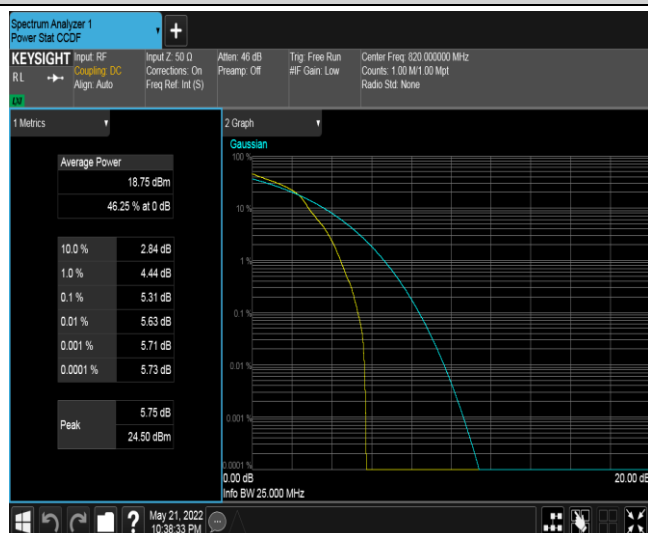 Spectrum Analyzer 1
Power Stat CCDF
+
KEYSIGHT
RL
LXI
Input: RF
Coupling: DC
Align: Auto
Input Z: 50 Ω
Corrections: On
Freq Ref: Int (S)
Atten: 46 dB
Preamp: Off
Trig: Free Run
#IF Gain: Low
Center Freq: 820.000000 MHz
Counts: 1.00 M/1.00 Mpt
Radio Std: None
1 Metrics
Average Power
18.75 dBm
46.25 % at 0 dB
10.0 % 2.84 dB
1.0 % 4.44 dB
0.1 % 5.31 dB
0.01 % 5.63 dB
0.001 % 5.71 dB
0.0001 % 5.73 dB
Peak
5.75 dB
24.50 dBm
2 Graph
Gaussian
100 %
10 %
1 %
0.1 %
0.01 %
0.001 %
0.0001 %
0.00 dB 20.00 dB
Info BW 25.000 MHz
?
May 21, 2022
10:38:33 PM